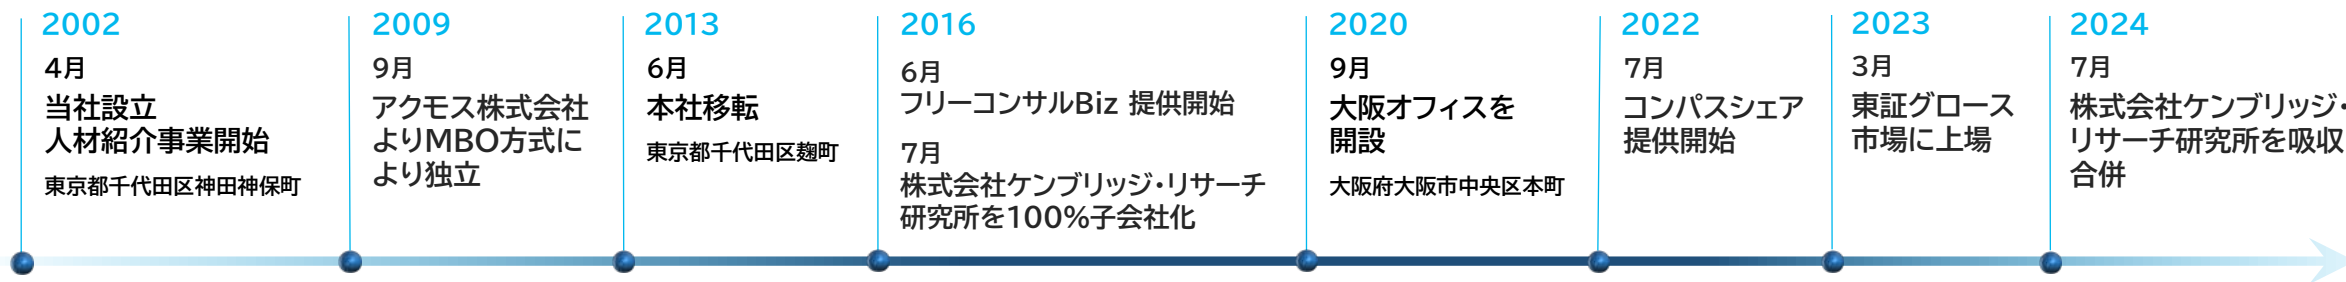 2002
4月
当社設立
人材紹介事業開始
東京都千代田区神田神保町
2009
9月
アクモス株式会社
よりMBO方式に
より独立
2013
6月
本社移転
東京都千代田区麹町
2016
6月
フリーコンサルBiz 提供開始
7月
株式会社ケンブリッジ・リサーチ
研究所を100%子会社化
2020
9月
大阪オフィスを
開設
大阪府大阪市中央区本町
2022
7月
コンパスシェア
提供開始
2023
3月
東証グロース
市場に上場
2024
7月
株式会社ケンブリッジ・
リサーチ研究所を吸収
合併